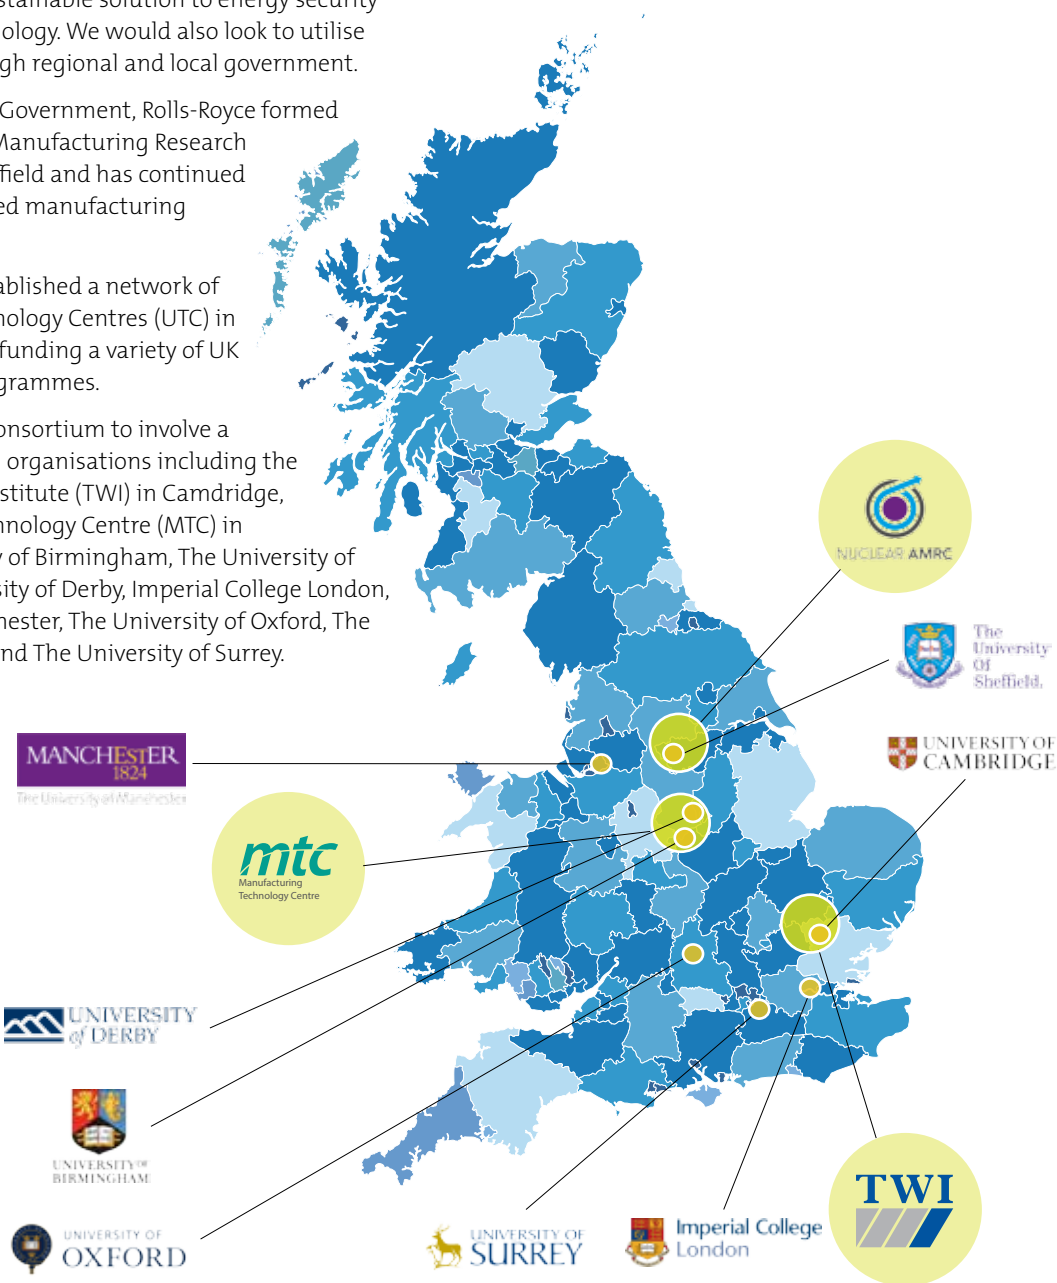 stainable solution to energy security
ology. We would also look to utilise
gh regional and local government.
Government, Rolls-Royce formed
Manufacturing Research
ffield and has continued
ed manufacturing
ablished a network of
nology Centres (UTC) in
funding a variety of UK
grammes.
onsortium to involve a
organisations including the
stitute (TWI) in Camdridge,
hnology Centre (MTC) in
y of Birmingham, The University of
sity of Derby, Imperial College London,
hester, The University of Oxford, The
nd The University of Surrey.
NUCLEAR AMRC
The
University
Of
Sheffield.
MANCHESTER
1824
The University of Manchester
UNIVERSITY OF
CAMBRIDGE
mtc
Manufacturing
Technology Centre
UNIVERSITY
of DERBY
UNIVERSITY OF
BIRMINGHAM
UNIVERSITY OF
OXFORD
UNIVERSITY OF
SURREY
Imperial College
London
TWI